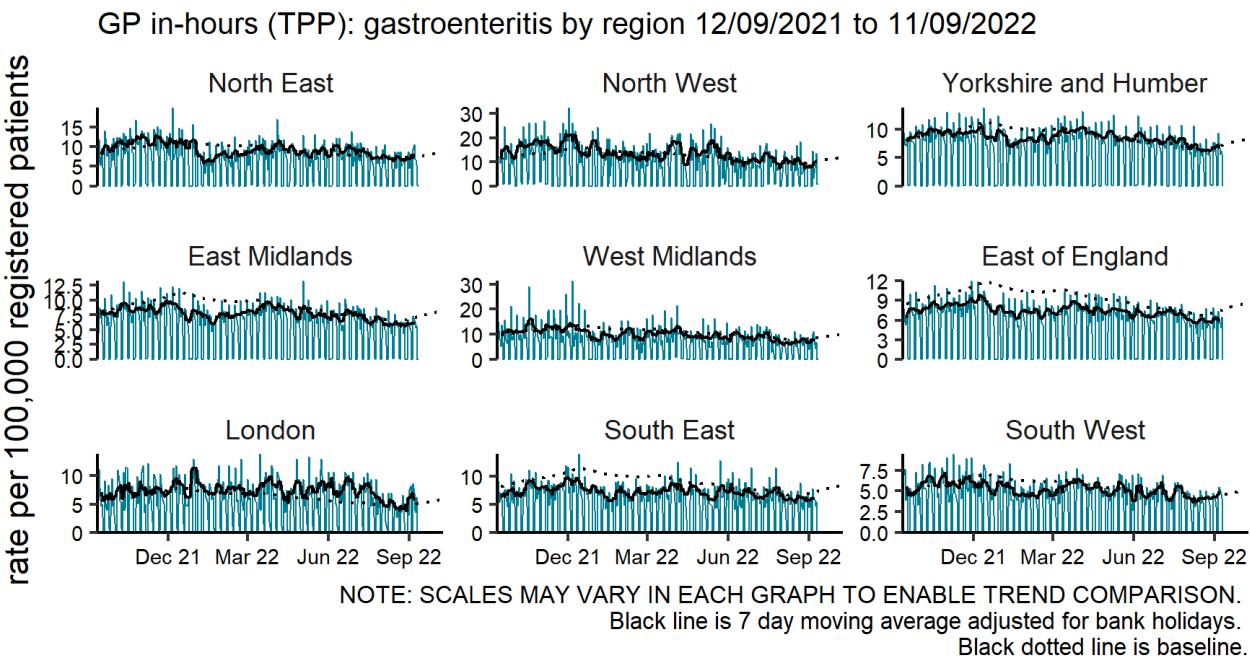 GP in-hours (TPP): gastroenteritis by region 12/09/2021 to 11/09/2022
rate per 100,000 registered patients
North East
15
10
5
0
North West
30
20
10
0
Yorkshire and Humber
10
5
0
East Midlands
12.5
10.0
7.5
5.0
2.5
0.0
West Midlands
30
20
10
0
East of England
12
9
6
3
0
London
10
5
0
Dec 21 Mar 22 Jun 22 Sep 22
South East
10
5
0
Dec 21 Mar 22 Jun 22 Sep 22
South West
7.5
5.0
2.5
0.0
Dec 21 Mar 22 Jun 22 Sep 22
NOTE: SCALES MAY VARY IN EACH GRAPH TO ENABLE TREND COMPARISON.
Black line is 7 day moving average adjusted for bank holidays.
Black dotted line is baseline.